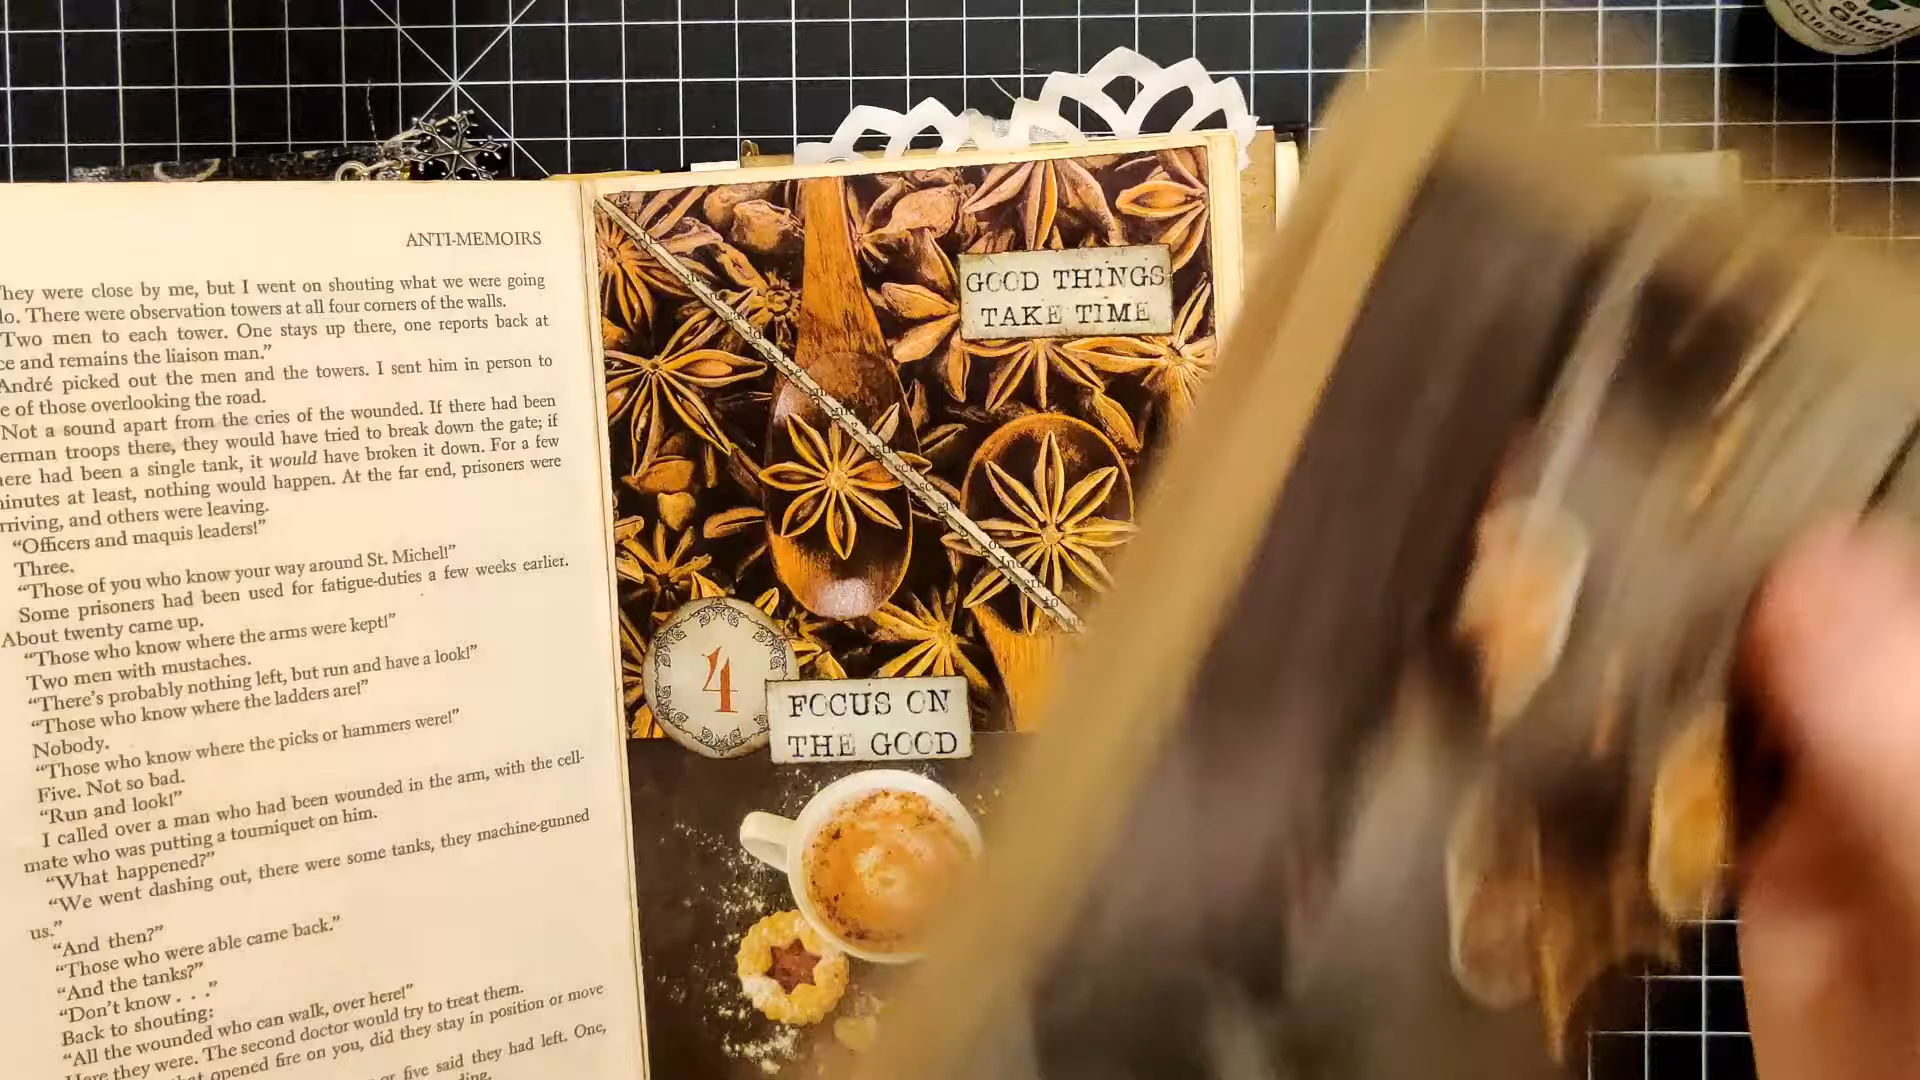 ANTI-MEMOIRS
They were close by me, but I went on shouting what we were going
do. There were observation towers at all four corners of the walls.
"Two men to each tower. One stays up there, one reports back at
ce and remains the liaison man."
André picked out the men and the towers. I sent him in person to
e of those overlooking the road.
Not a sound apart from the cries of the wounded. If there had been
erman troops there, they would have tried to break down the gate; if
ere had been a single tank, it would have broken it down. For a few
inutes at least, nothing would happen. At the far end, prisoners were
rriving, and others were leaving.
"Officers and maquis leaders!"
Three.
"Those of you who know your way around St. Michel!"
Some prisoners had been used for fatigue-duties a few weeks earlier.
About twenty came up.
"Those who know where the arms were kept!"
Two men with mustaches.
"There's probably nothing left, but run and have a look!"
"Those who know where the ladders are!"
Nobody.
"Those who know where the picks or hammers were!"
Five. Not so bad.
"Run and look!"
I called over a man who had been wounded in the arm, with the cell-
mate who was putting a tourniquet on him.
"What happened?"
"We went dashing out, there were some tanks, they machine-gunned
us."
"And then?"
"Those who were able came back."
"And the tanks?"
"Don't know . . ."
Back to shouting:
"All the wounded who can walk, over here!"
Here they were. The second doctor would try to treat them.
opened fire on you, did they stay in position or move
or five said they had left. One,
GOOD THINGS
TAKE TIME
4
FOCUS ON
THE GOOD
Glue